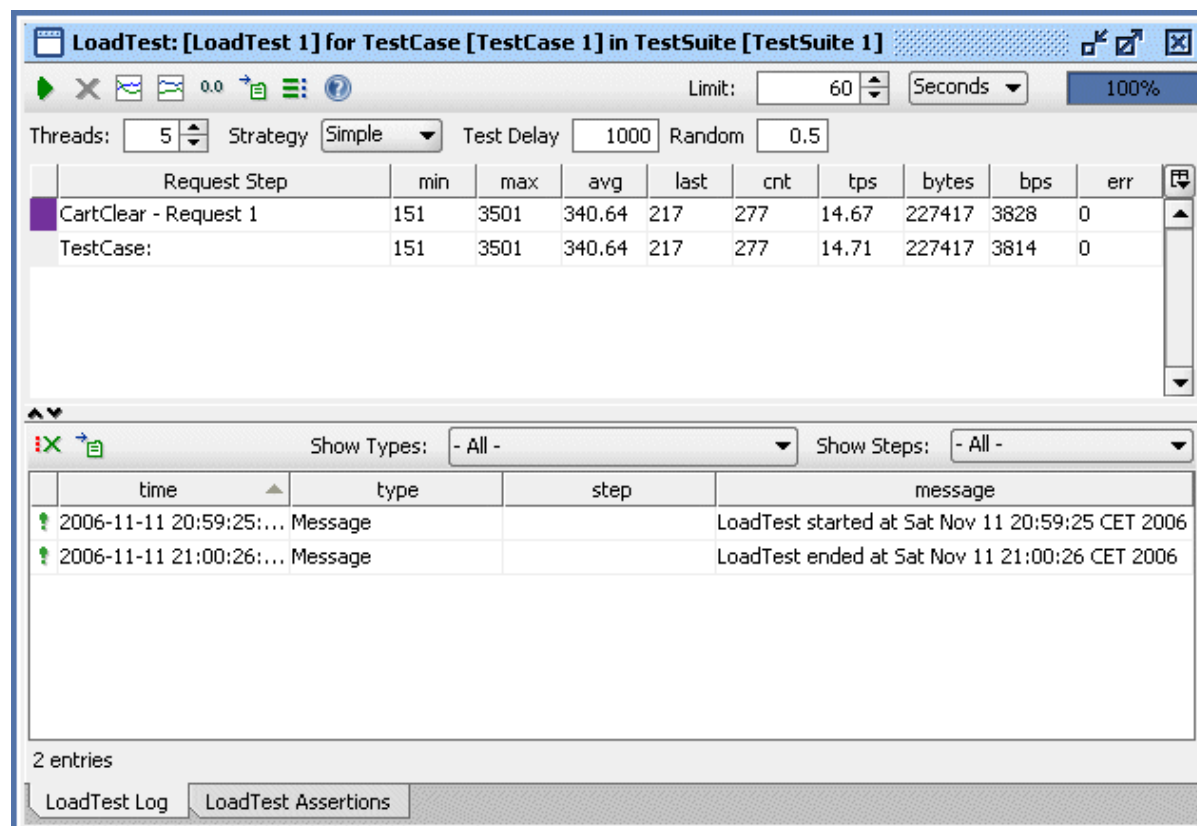 LoadTest: [LoadTest 1] for TestCase [TestCase 1] in TestSuite [TestSuite 1]
0.0 Limit: 60 Seconds 100%
Threads: 5 Strategy Simple Test Delay 1000 Random 0.5
Request Step min max avg last cnt tps bytes bps err
CartClear - Request 1 151 3501 340.64 217 277 14.67 227417 3828 0
TestCase: 151 3501 340.64 217 277 14.71 227417 3814 0
Show Types: - All - Show Steps: - All -
time type step message
2006-11-11 20:59:25:... Message LoadTest started at Sat Nov 11 20:59:25 CET 2006
2006-11-11 21:00:26:... Message LoadTest ended at Sat Nov 11 21:00:26 CET 2006
2 entries
LoadTest Log LoadTest Assertions